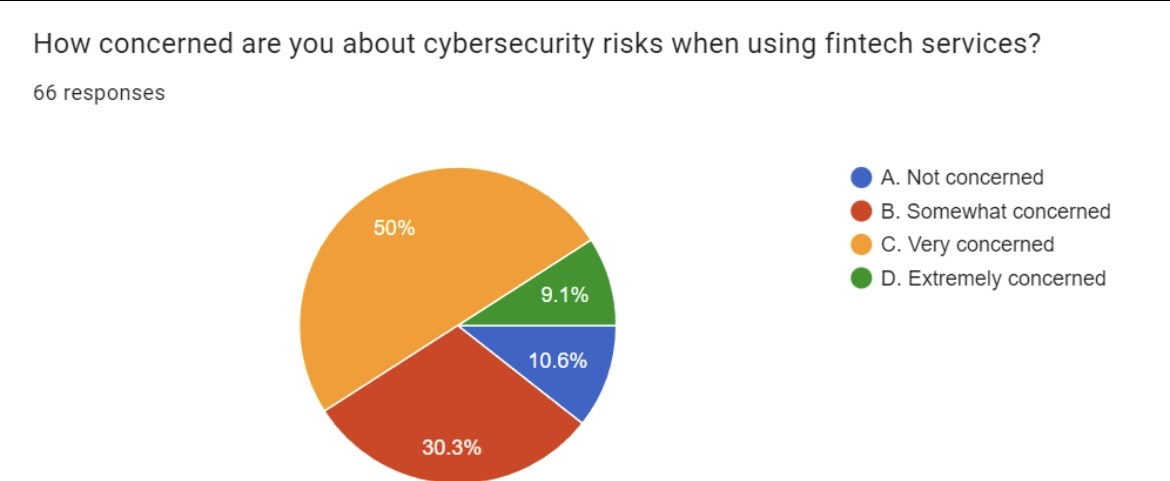 How concerned are you about cybersecurity risks when using fintech services?
66 responses
50%
9.1%
10.6%
30.3%
A. Not concerned
B. Somewhat concerned
C. Very concerned
D. Extremely concerned